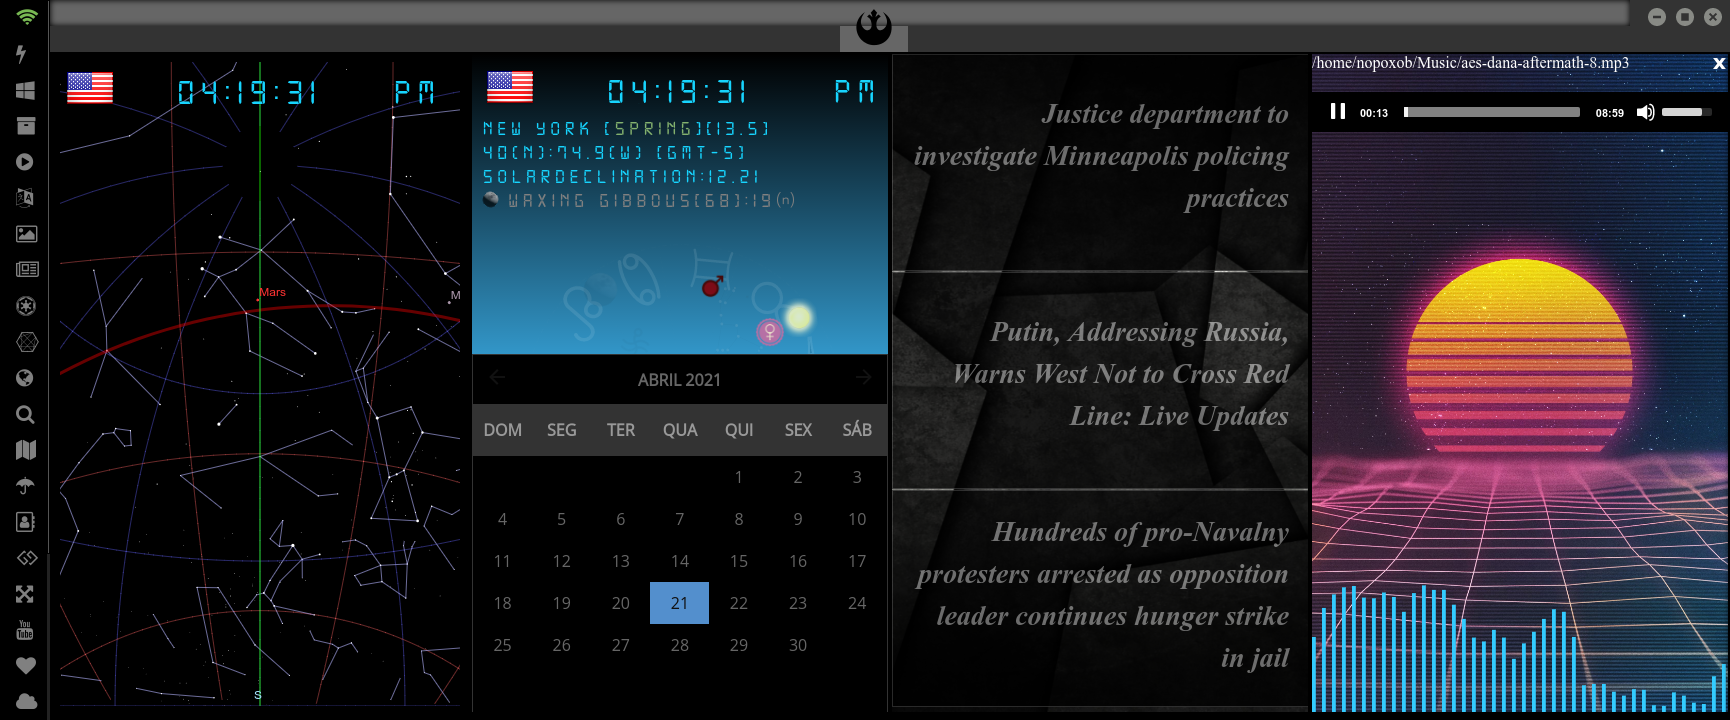 04:19:31 PM
Mars
M
S
04:19:31 PM
NEW YORK [SPRING][13.5]
40(N):74.9(W) [GMT-5]
SOLARDECLINATION:12.21
WAXING GIBBOUS[68]:19(n)
ABRIL 2021
DOM SEG TER QUA QUI SEX SÁB
1 2 3
4 5 6 7 8 9 10
11 12 13 14 15 16 17
18 19 20 21 22 23 24
25 26 27 28 29 30
Justice department to
investigate Minneapolis policing
practices
Putin, Addressing Russia,
Warns West Not to Cross Red
Line: Live Updates
Hundreds of pro-Navalny
protesters arrested as opposition
leader continues hunger strike
in jail
/home/nopoxob/Music/aes-dana-aftermath-8.mp3 x
00:13 08:59
You
Tube